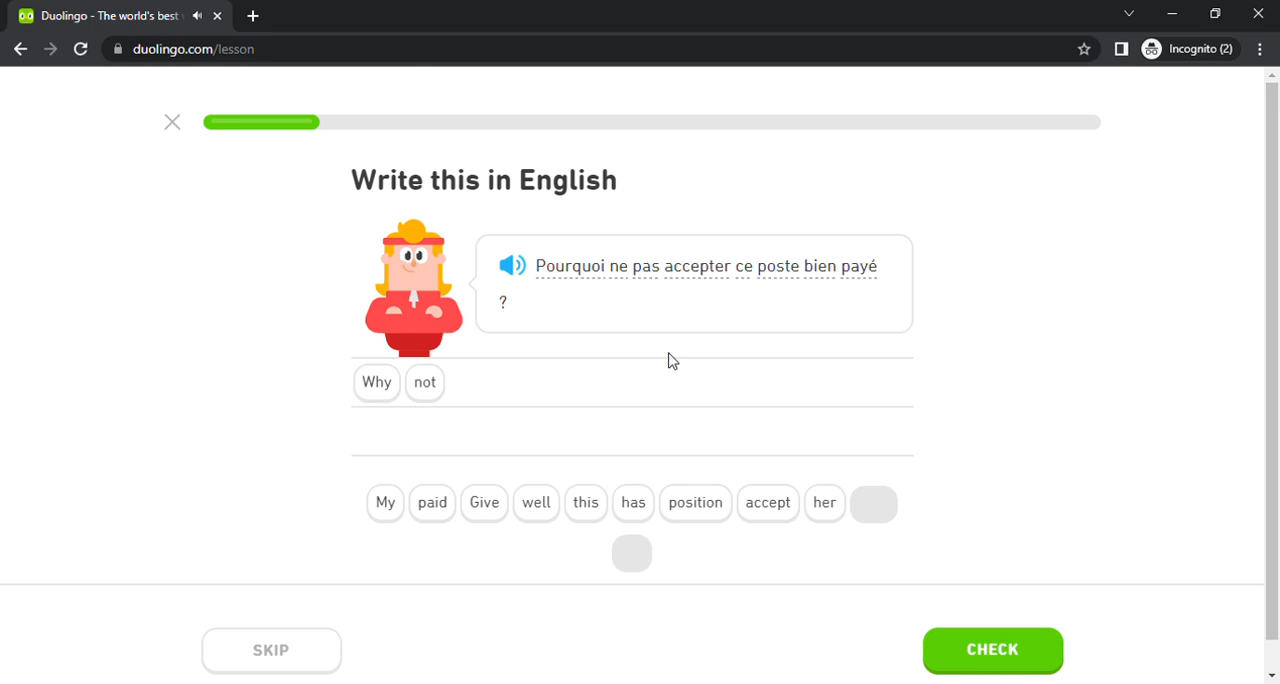 Duolingo - The world's best
duolingo.com/lesson
Incognito (2)
Write this in English
Pourquoi ne pas accepter ce poste bien payé
?
Why not
My paid Give well this has position accept her
SKIP
CHECK